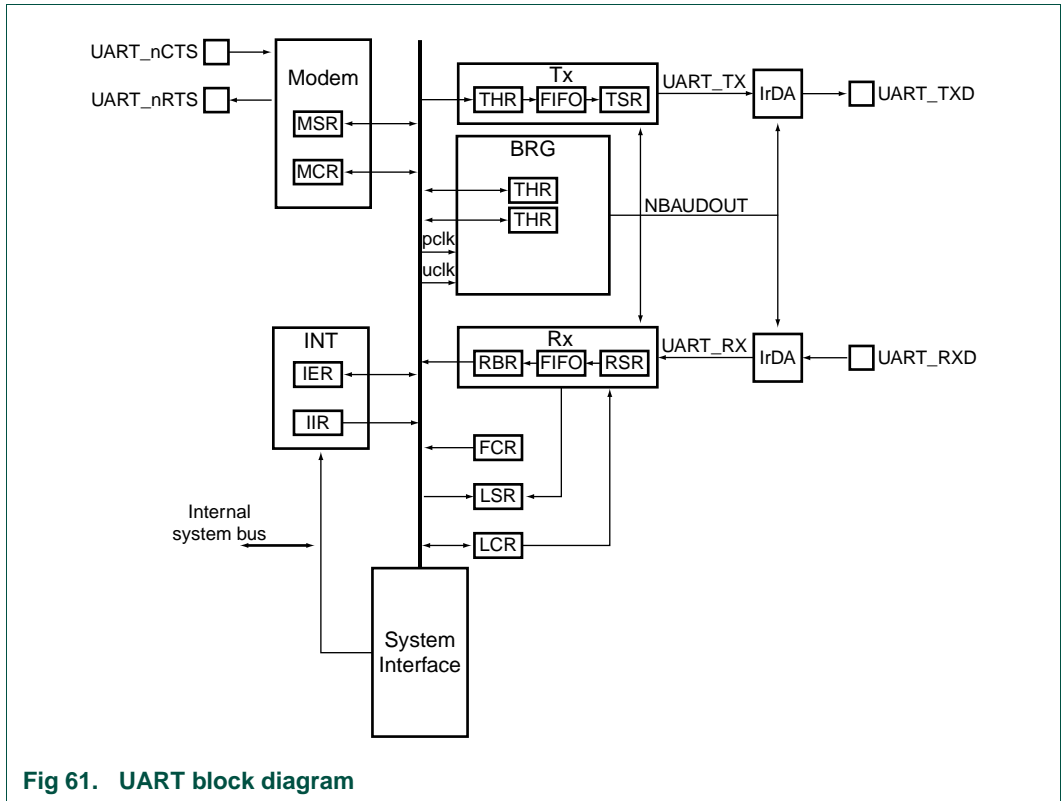 UART_nCTS
UART_nRTS
Modem
MSR
MCR
Tx
THR
FIFO
TSR
UART_TX
IrDA
UART_TXD
BRG
THR
THR
pclk
uclk
NBAUDOUT
INT
IER
IIR
Rx
RBR
FIFO
RSR
UART_RX
IrDA
UART_RXD
FCR
LSR
LCR
Internal
system bus
System
Interface
Fig 61. UART block diagram